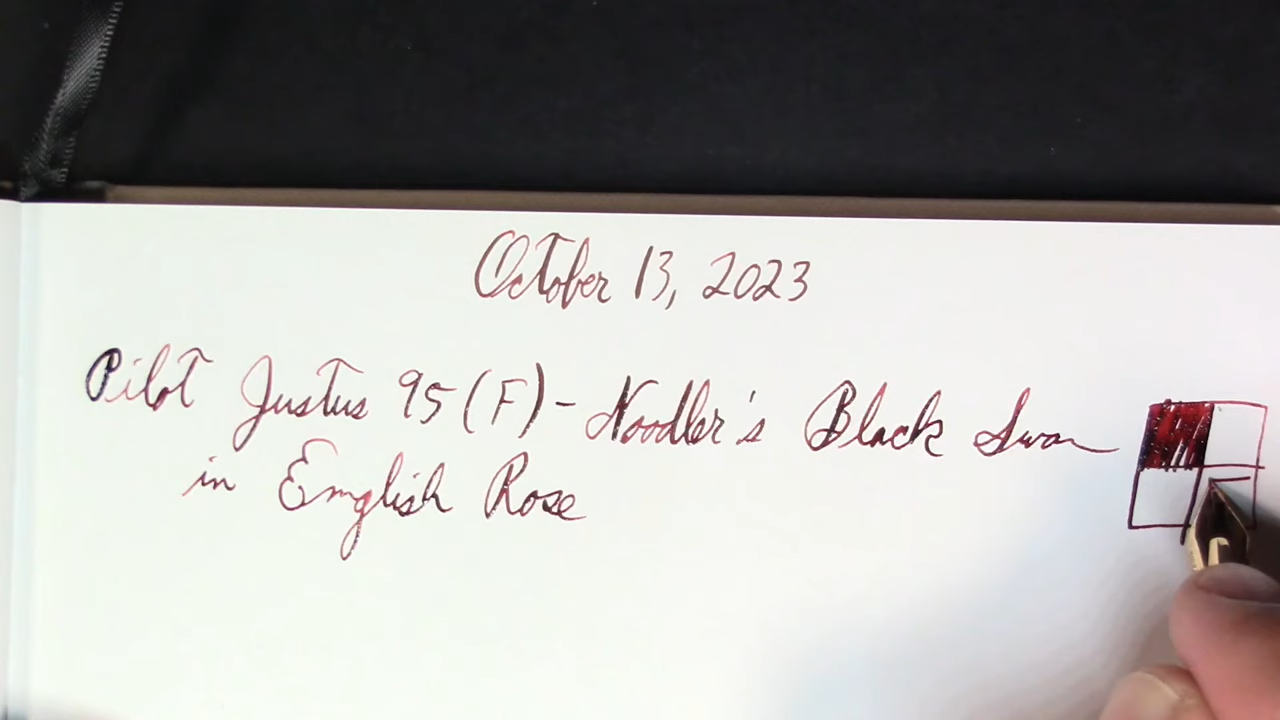 October 13, 2023
Pilot Justus 95 (F) - Noodler's Black Swan
in English Rose